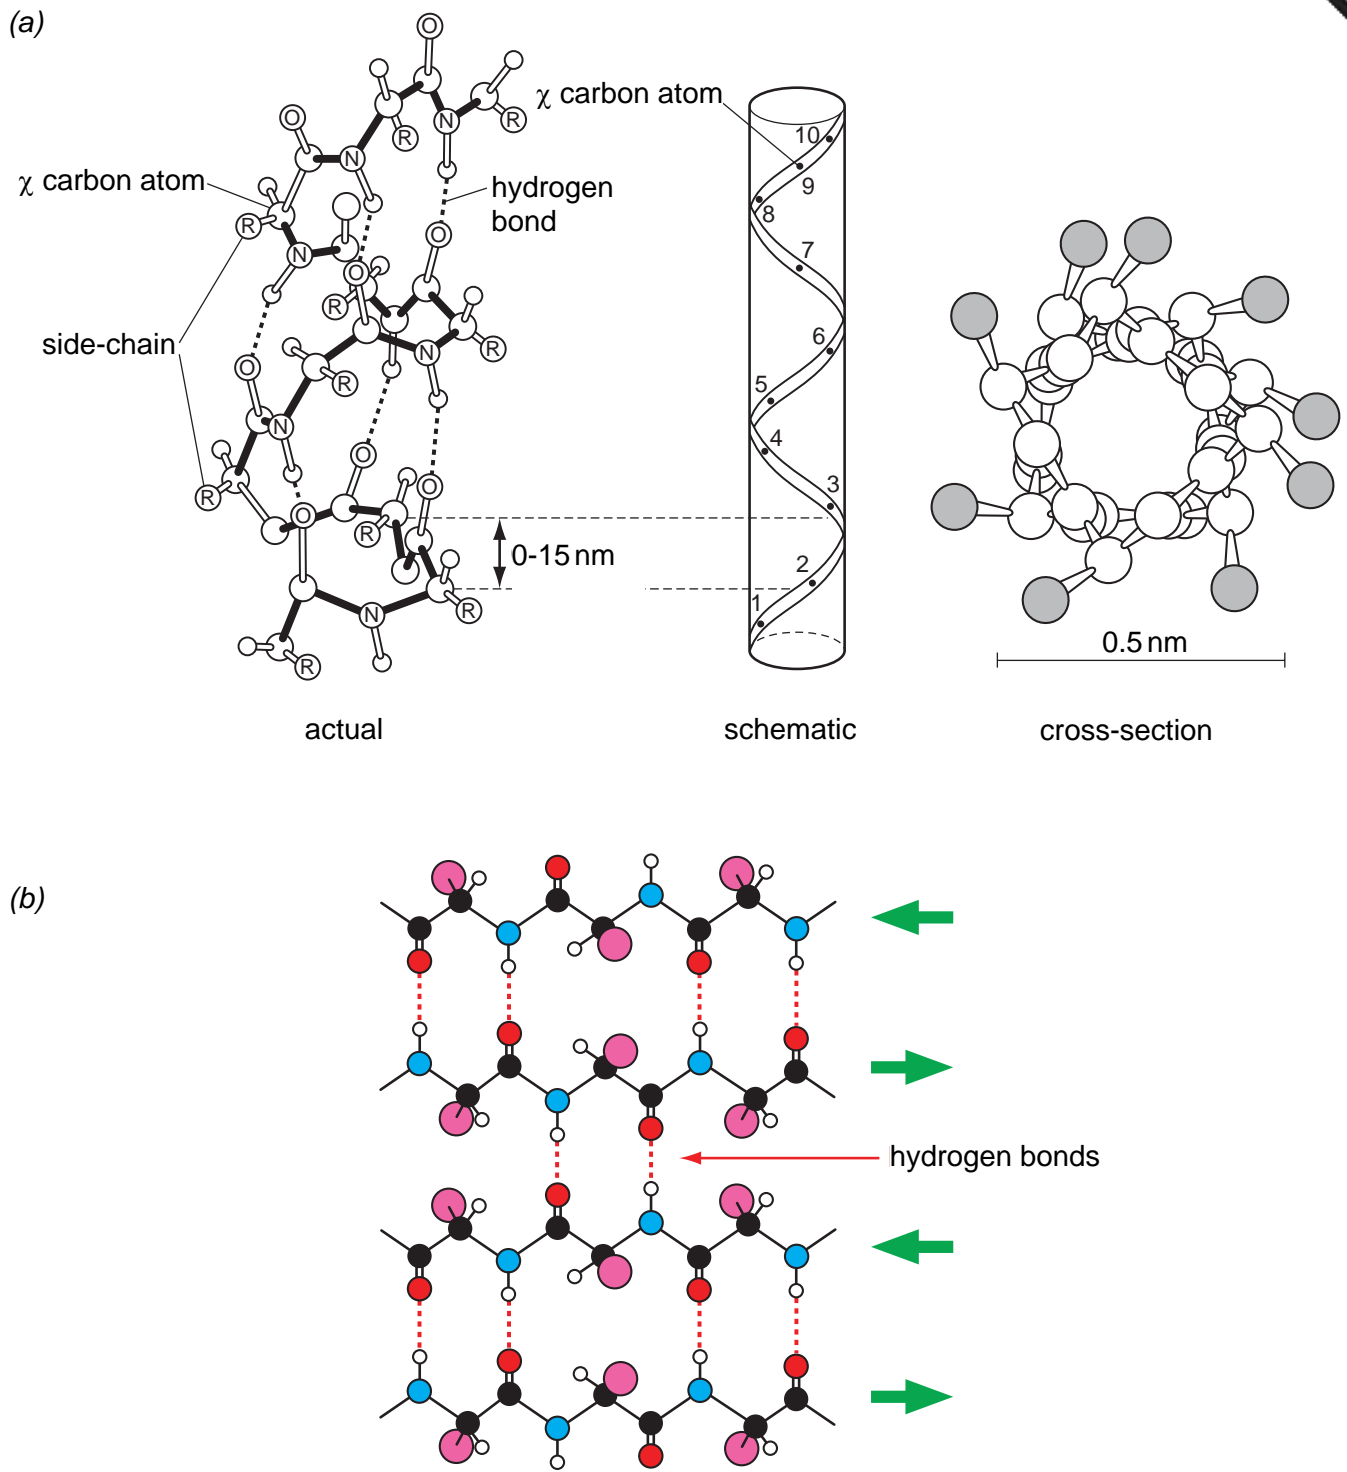 (a)
O
O
N
R
χ carbon atom
χ carbon atom
N
R
N
hydrogen
bond
O
O
R
side-chain
O
R
N
R
N
O
R
O
O
R
0-15 nm
N
R
R
10
9
8
7
6
5
4
3
2
1
0.5 nm
actual
schematic
cross-section
(b)
hydrogen bonds